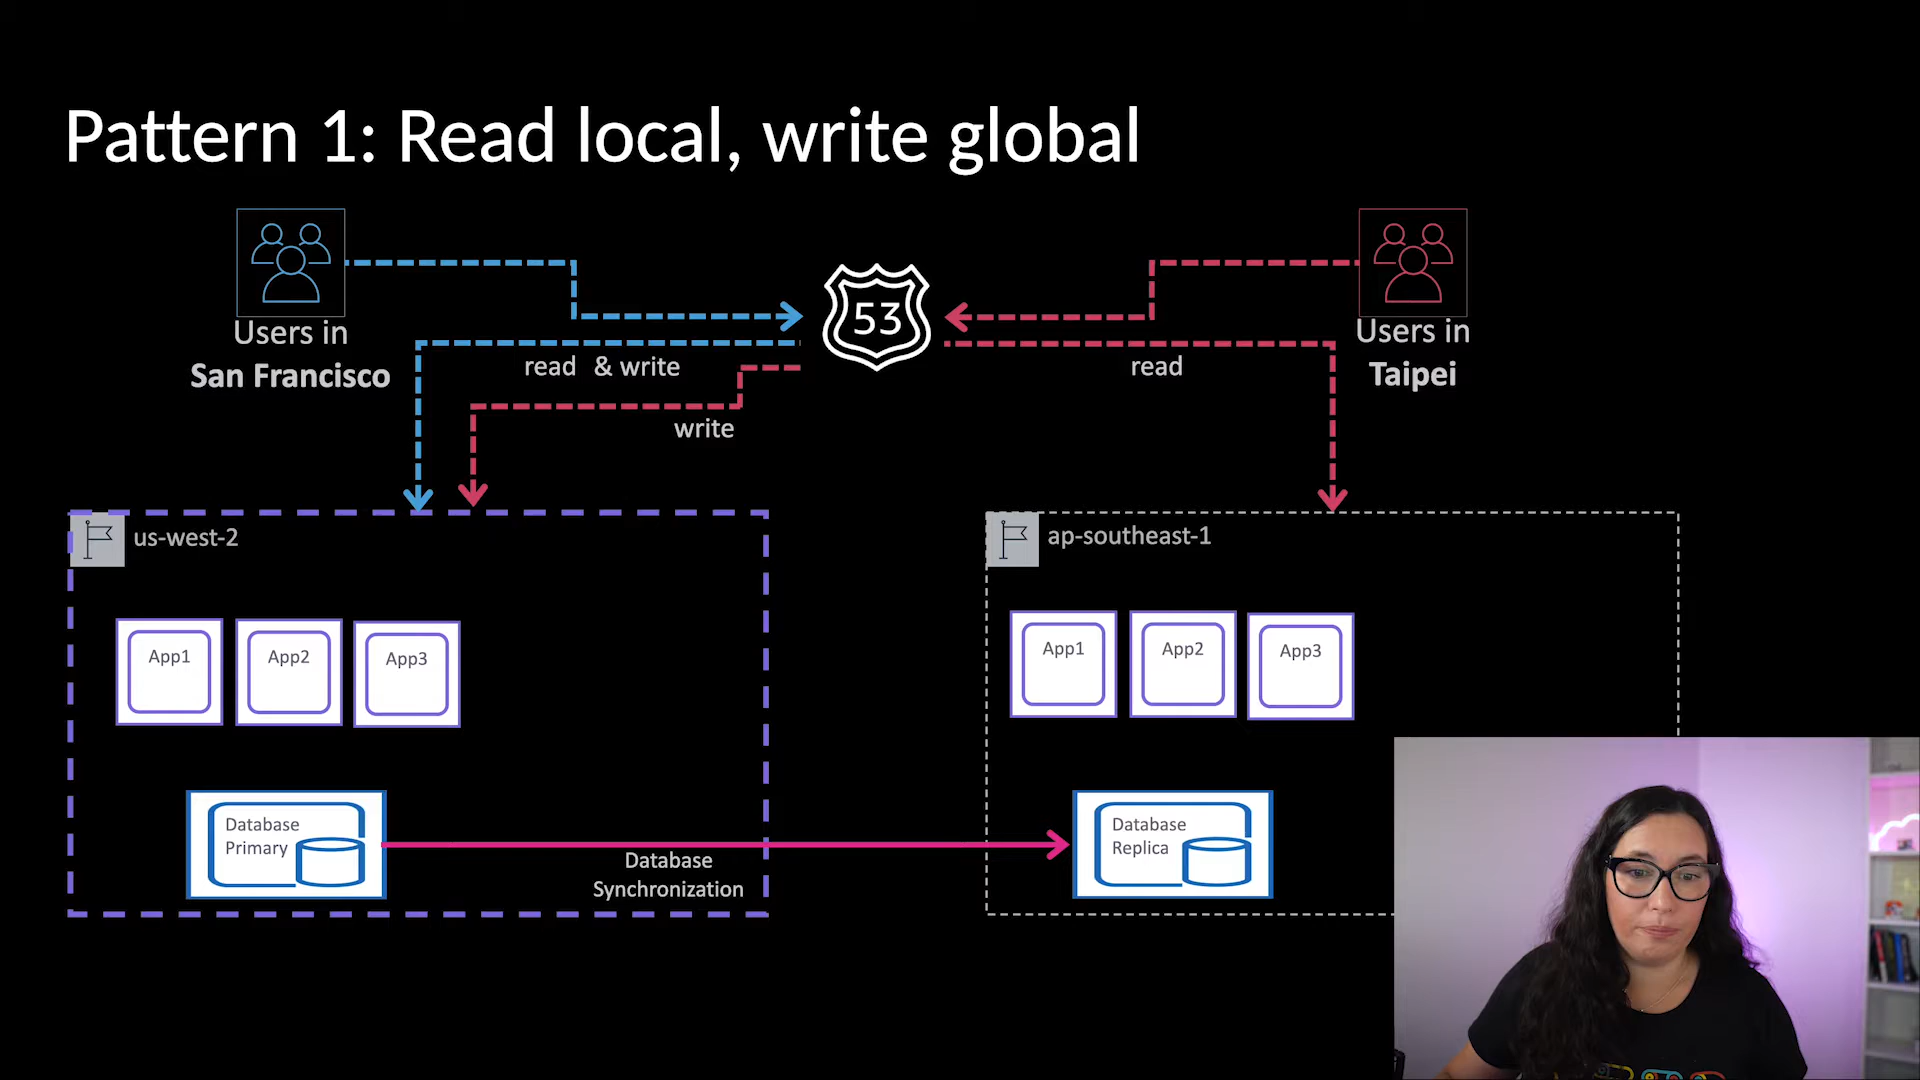 Pattern 1: Read local, write global
Users in
San Francisco
53
Users in
Taipei
read & write
read
write
us-west-2
ap-southeast-1
App1
App2
App3
App1
App2
App3
Database
Primary
Database
Synchronization
Database
Replica